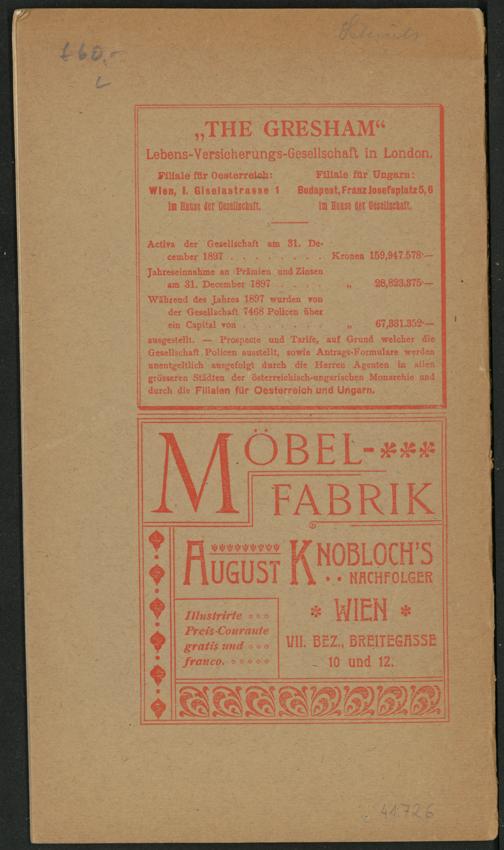 £60.-
L
„THE GRESHAM“
Lebens-Versicherungs-Gesellschaft in London.
Filiale für Oesterreich:
Wien, I. Giselastrasse 1
im Hause der Gesellschaft.
Filiale für Ungarn:
Budapest, Franz Josefsplatz 5, 6
im Hause der Gesellschaft.
Activa der Gesellschaft am 31. De-
cember 1897 . . . . . . . . Kronen 159,947.578·—
Jahreseinnahme an Prämien und Zinsen
am 31. December 1897 . . . . . „ 28,823.375·—
Während des Jahres 1897 wurden von
der Gesellschaft 7468 Policen über
ein Capital von . . . . . . . „ 67,331.352·—
ausgestellt. — Prospecte und Tarife, auf Grund welcher die
Gesellschaft Policen ausstellt, sowie Antrags-Formulare werden
unentgeltlich ausgefolgt durch die Herren Agenten in allen
grösseren Städten der österreichisch-ungarischen Monarchie und
durch die Filialen für Oesterreich und Ungarn.
MÖBEL-***
FABRIK
AUGUST KNOBLOCH'S
NACHFOLGER
* WIEN *
VII. BEZ., BREITEGASSE
10 und 12.
Illustrirte
Preis-Courante
gratis und
franco.
41.726